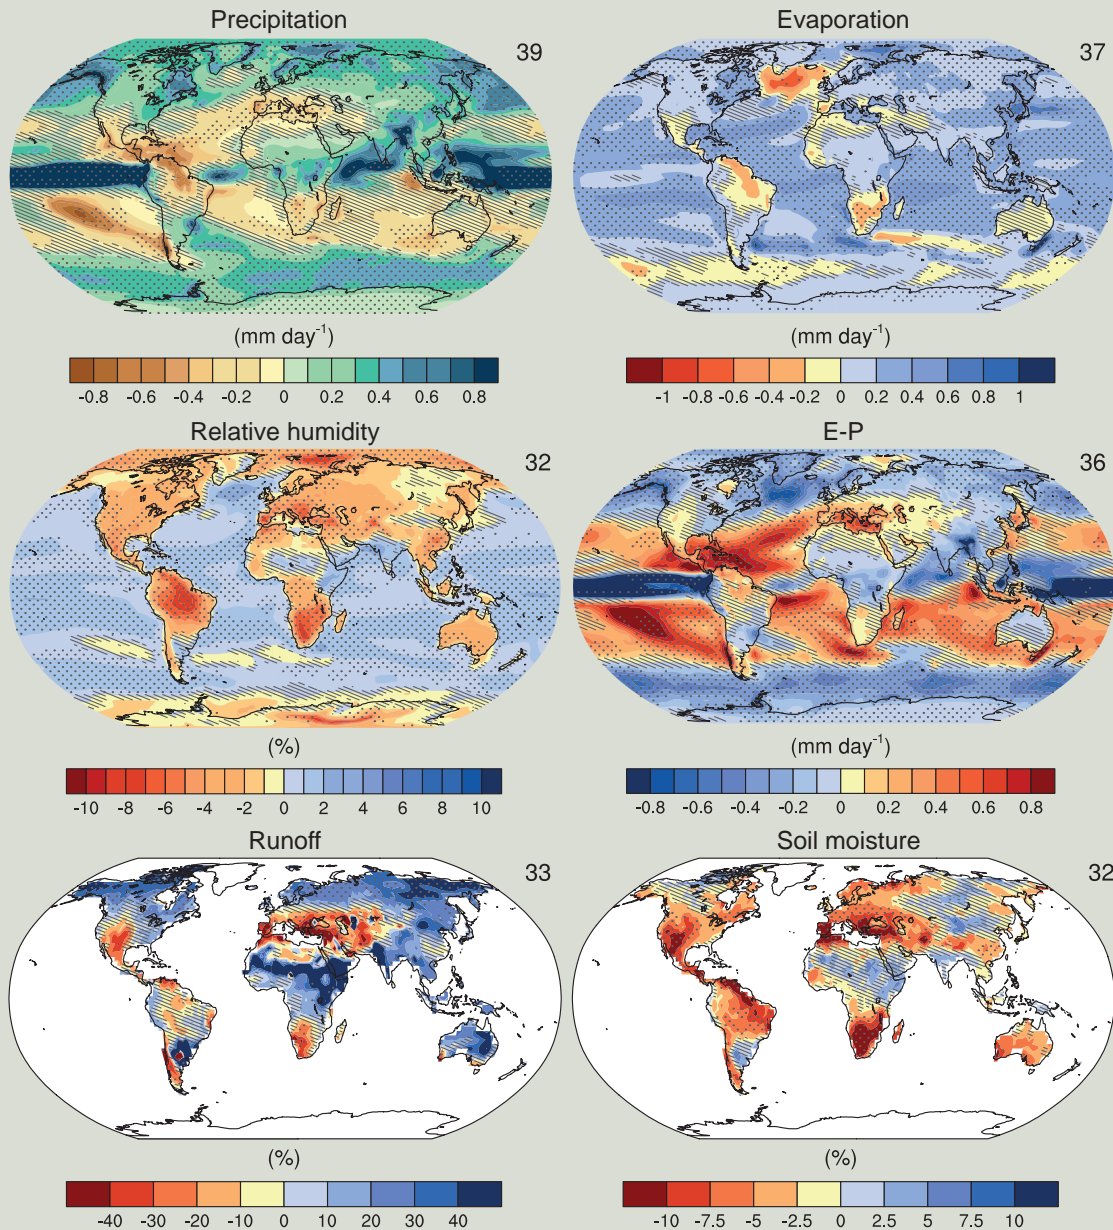 Precipitation
39
(mm day⁻¹)
-0.8 -0.6 -0.4 -0.2 0 0.2 0.4 0.6 0.8
Evaporation
37
(mm day⁻¹)
-1 -0.6 -0.4 -0.2 0 0.2 0.4 0.6 1
Relative humidity
32
(%)
-10 -8 -6 -4 -2 0 2 4 6 8 10
E-P
36
(mm day⁻¹)
-0.8 -0.6 -0.4 -0.2 0 0.2 0.4 0.6 0.8
Runoff
33
(%)
-40 -30 -20 -10 0 10 20 30 40
Soil moisture
32
(%)
-10 -7.5 -5 -2.5 0 2.5 5 7.5 10